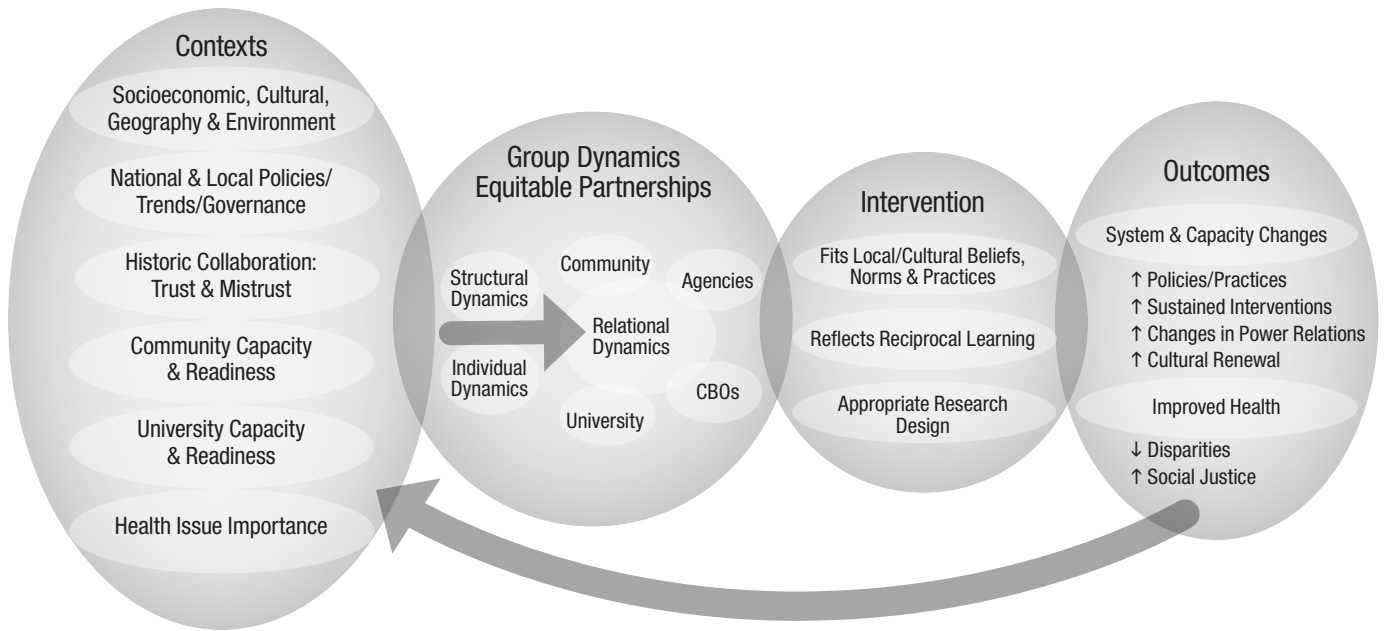 Contexts
Socioeconomic, Cultural,
Geography & Environment
National & Local Policies/
Trends/Governance
Historic Collaboration:
Trust & Mistrust
Community Capacity
& Readiness
University Capacity
& Readiness
Health Issue Importance
Group Dynamics
Equitable Partnerships
Structural
Dynamics
Individual
Dynamics
Community
Agencies
Relational
Dynamics
CBOs
University
Intervention
Fits Local/Cultural Beliefs,
Norms & Practices
Reflects Reciprocal Learning
Appropriate Research
Design
Outcomes
System & Capacity Changes
↑ Policies/Practices
↑ Sustained Interventions
↑ Changes in Power Relations
↑ Cultural Renewal
Improved Health
↓ Disparities
↑ Social Justice